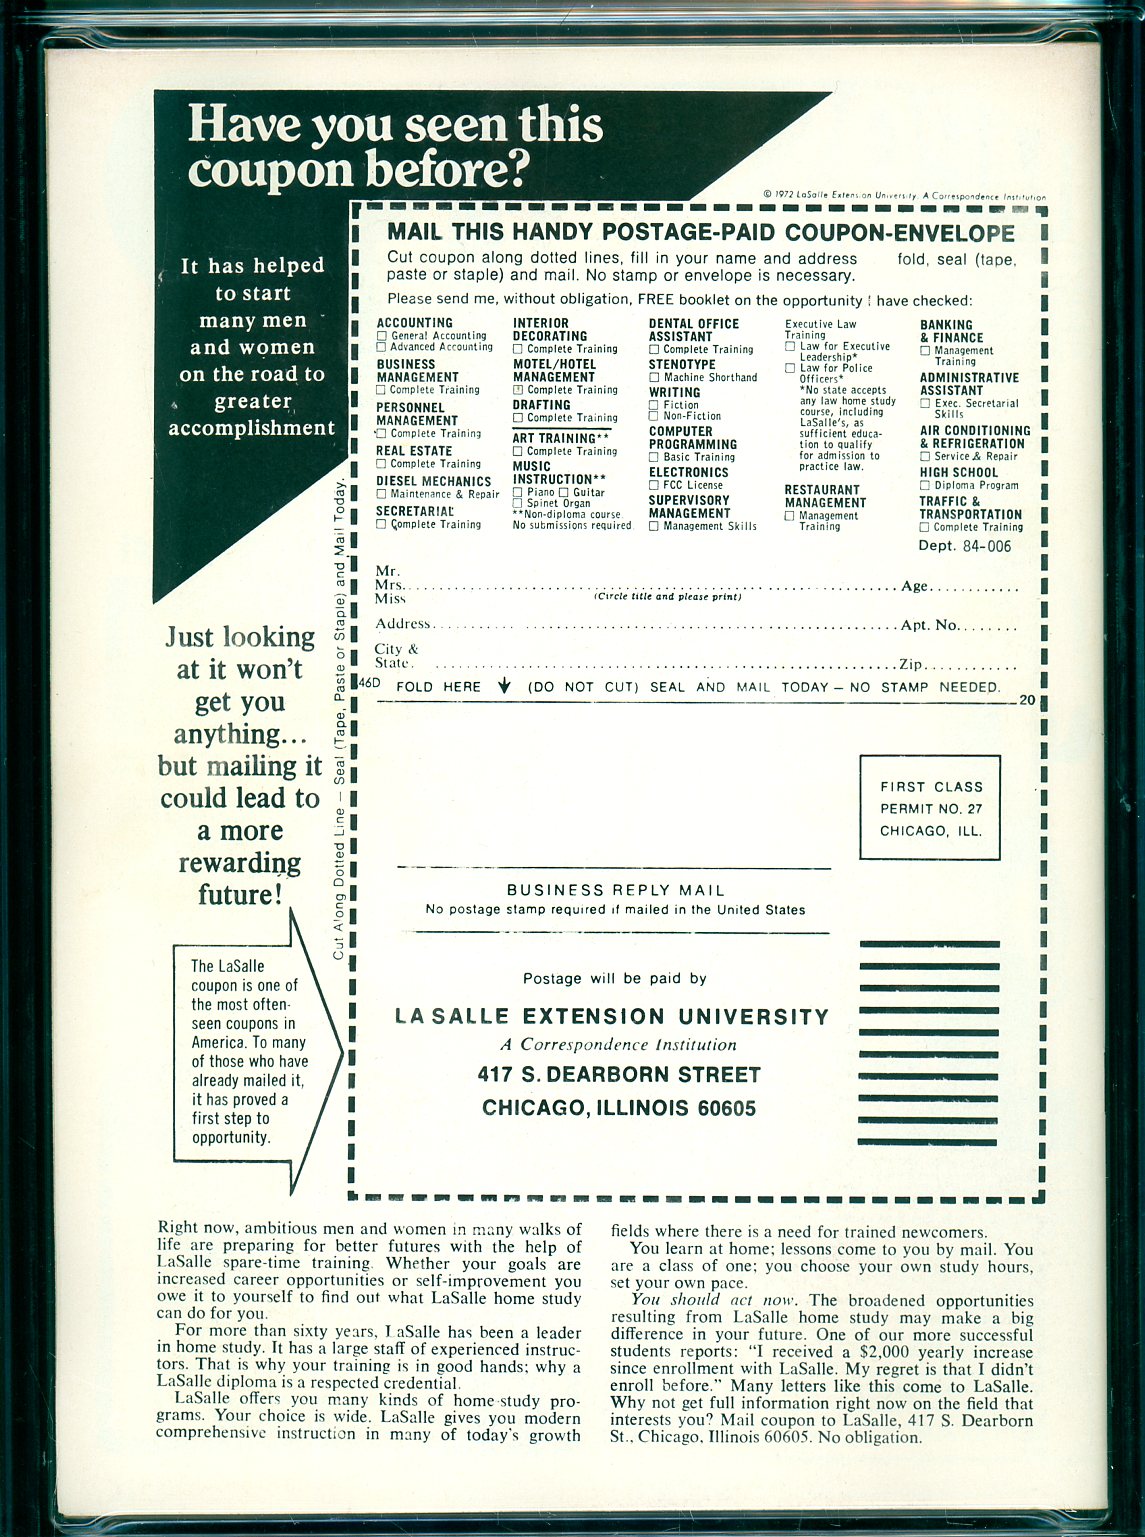 Have you seen this
coupon before?
© 1972 LaSalle Extension University. A Correspondence Institution
It has helped
to start
many men
and women
on the road to
greater
accomplishment
MAIL THIS HANDY POSTAGE-PAID COUPON-ENVELOPE
Cut coupon along dotted lines, fill in your name and address fold, seal (tape,
paste or staple) and mail. No stamp or envelope is necessary.
Please send me, without obligation, FREE booklet on the opportunity I have checked:
ACCOUNTING
☐ General Accounting
☐ Advanced Accounting
BUSINESS
MANAGEMENT
☐ Complete Training
PERSONNEL
MANAGEMENT
☐ Complete Training
REAL ESTATE
☐ Complete Training
DIESEL MECHANICS
☐ Maintenance & Repair
SECRETARIAL
☐ Complete Training
INTERIOR
DECORATING
☐ Complete Training
MOTEL/HOTEL
MANAGEMENT
☐ Complete Training
DRAFTING
☐ Complete Training
ART TRAINING**
☐ Complete Training
MUSIC
INSTRUCTION**
☐ Piano ☐ Guitar
☐ Spinet Organ
**Non-diploma course.
No submissions required.
DENTAL OFFICE
ASSISTANT
☐ Complete Training
STENOTYPE
☐ Machine Shorthand
WRITING
☐ Fiction
☐ Non-Fiction
COMPUTER
PROGRAMMING
☐ Basic Training
ELECTRONICS
☐ FCC License
SUPERVISORY
MANAGEMENT
☐ Management Skills
Executive Law
Training
☐ Law for Executive
Leadership*
☐ Law for Police
Officers*
*No state accepts
any law home study
course, including
LaSalle's, as
sufficient educa-
tion to qualify
for admission to
practice law.
RESTAURANT
MANAGEMENT
☐ Management
Training
BANKING
& FINANCE
☐ Management
Training
ADMINISTRATIVE
ASSISTANT
☐ Exec. Secretarial
Skills
AIR CONDITIONING
& REFRIGERATION
☐ Service & Repair
HIGH SCHOOL
☐ Diploma Program
TRAFFIC &
TRANSPORTATION
☐ Complete Training
Dept. 84-006
Mr.
Mrs. Age
Miss (Circle title and please print)
Address Apt. No.
City &
State. Zip
46D FOLD HERE ↓ (DO NOT CUT) SEAL AND MAIL TODAY – NO STAMP NEEDED.
20
Cut Along Dotted Line – Seal (Tape, Paste or Staple) and Mail Today.
Just looking
at it won't
get you
anything...
but mailing it
could lead to
a more
rewarding
future!
The LaSalle
coupon is one of
the most often-
seen coupons in
America. To many
of those who have
already mailed it,
it has proved a
first step to
opportunity.
FIRST CLASS
PERMIT NO. 27
CHICAGO, ILL.
BUSINESS REPLY MAIL
No postage stamp required if mailed in the United States
Postage will be paid by
LA SALLE EXTENSION UNIVERSITY
A Correspondence Institution
417 S. DEARBORN STREET
CHICAGO, ILLINOIS 60605
Right now, ambitious men and women in many walks of
life are preparing for better futures with the help of
LaSalle spare-time training. Whether your goals are
increased career opportunities or self-improvement you
owe it to yourself to find out what LaSalle home study
can do for you.
For more than sixty years, LaSalle has been a leader
in home study. It has a large staff of experienced instruc-
tors. That is why your training is in good hands; why a
LaSalle diploma is a respected credential.
LaSalle offers you many kinds of home-study pro-
grams. Your choice is wide. LaSalle gives you modern
comprehensive instruction in many of today's growth
fields where there is a need for trained newcomers.
You learn at home; lessons come to you by mail. You
are a class of one; you choose your own study hours,
set your own pace.
You should act now. The broadened opportunities
resulting from LaSalle home study may make a big
difference in your future. One of our more successful
students reports: "I received a $2,000 yearly increase
since enrollment with LaSalle. My regret is that I didn't
enroll before." Many letters like this come to LaSalle.
Why not get full information right now on the field that
interests you? Mail coupon to LaSalle, 417 S. Dearborn
St., Chicago, Illinois 60605. No obligation.